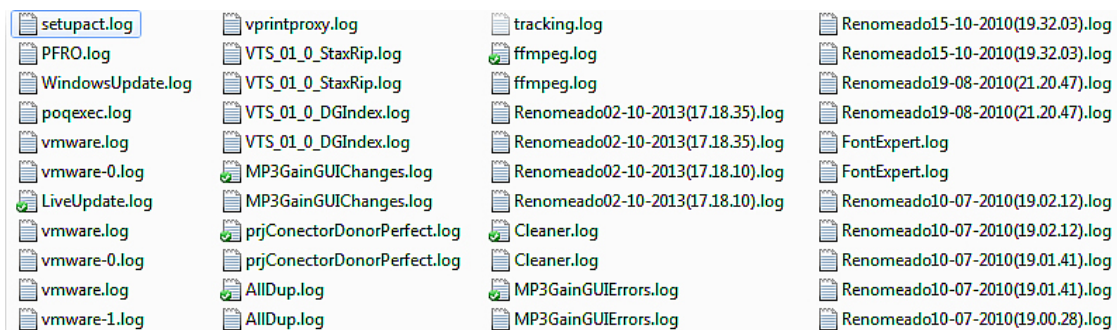 setupact.log
PFRO.log
WindowsUpdate.log
poqexec.log
vmware.log
vmware-0.log
LiveUpdate.log
vmware.log
vmware-0.log
vmware.log
vmware-1.log
vprintproxy.log
VTS_01_0_StaxRip.log
VTS_01_0_StaxRip.log
VTS_01_0_DGIndex.log
VTS_01_0_DGIndex.log
MP3GainGUIChanges.log
MP3GainGUIChanges.log
prjConectorDonorPerfect.log
prjConectorDonorPerfect.log
AllDup.log
AllDup.log
tracking.log
ffmpeg.log
ffmpeg.log
Renomeado02-10-2013(17.18.35).log
Renomeado02-10-2013(17.18.35).log
Renomeado02-10-2013(17.18.10).log
Renomeado02-10-2013(17.18.10).log
Cleaner.log
Cleaner.log
MP3GainGUIErrors.log
MP3GainGUIErrors.log
Renomeado15-10-2010(19.32.03).log
Renomeado15-10-2010(19.32.03).log
Renomeado19-08-2010(21.20.47).log
Renomeado19-08-2010(21.20.47).log
FontExpert.log
FontExpert.log
Renomeado10-07-2010(19.02.12).log
Renomeado10-07-2010(19.02.12).log
Renomeado10-07-2010(19.01.41).log
Renomeado10-07-2010(19.01.41).log
Renomeado10-07-2010(19.00.28).log